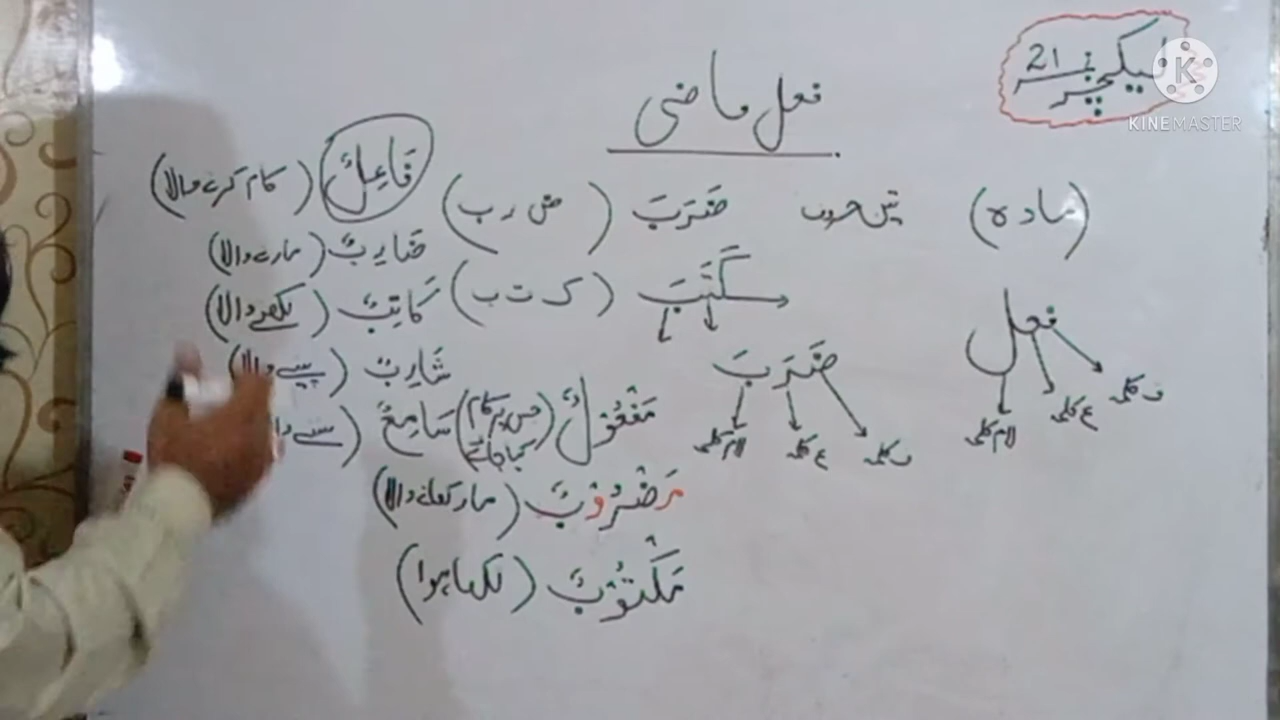 لیکچر نمبر 21
KINEMASTER
فعل ماضی
(مادہ) تین حروف ضَرَبَ (ض ر ب) فَاعِلٌ (کام کرنے والا)
ضَارِبٌ (مارنے والا)
کَتَبَ (ک ت ب) کَاتِبٌ (لکھنے والا)
فعل
ف کلمہ ع کلمہ لام کلمہ
ضَرَبَ
ف کلمہ ع کلمہ لام کلمہ
شَارِبٌ (پینے والا)
مَفْعُوْلٌ (جس پر کام کیا جائے) سَامِعٌ (سننے
مَضْرُوْبٌ (مار کھانے والا)
مَکْتُوْبٌ (لکھا ہوا)